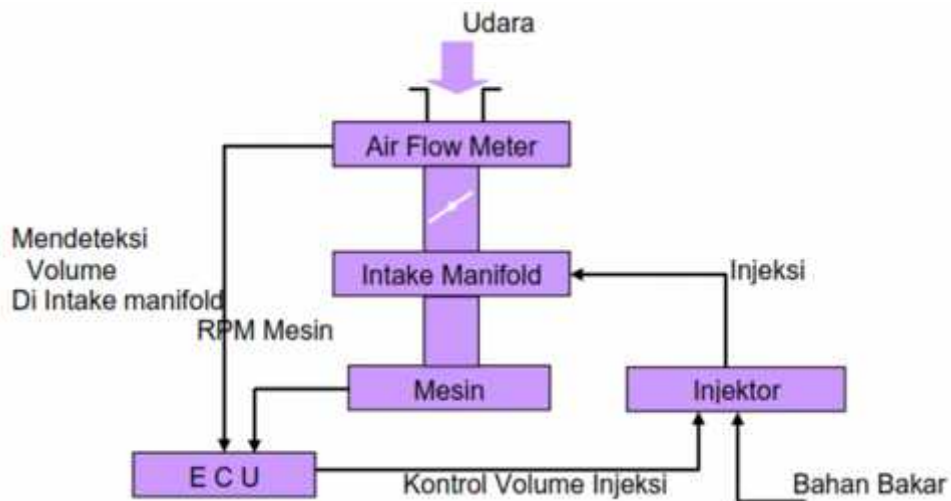 Udara
Air Flow Meter
Mendeteksi
Volume
Di Intake manifold
Intake Manifold
Injeksi
RPM Mesin
Mesin
Injektor
E C U
Kontrol Volume Injeksi
Bahan Bakar